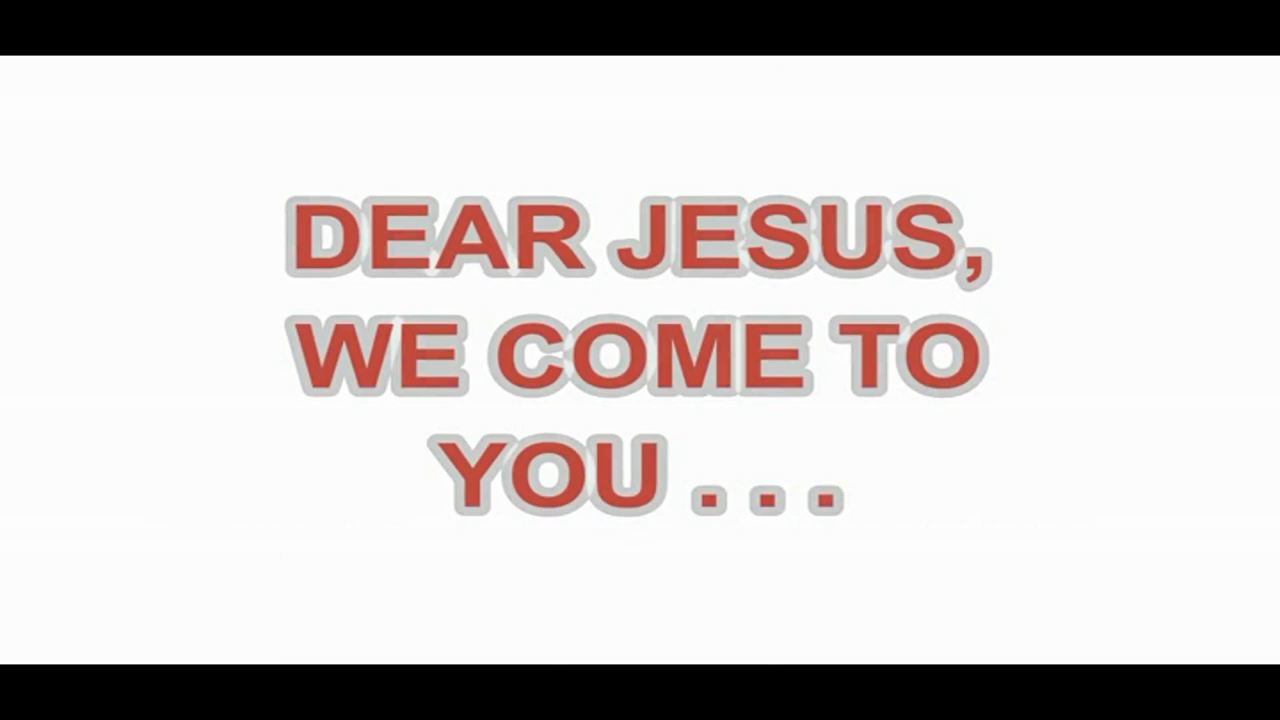 DEAR JESUS,
WE COME TO
YOU . . .